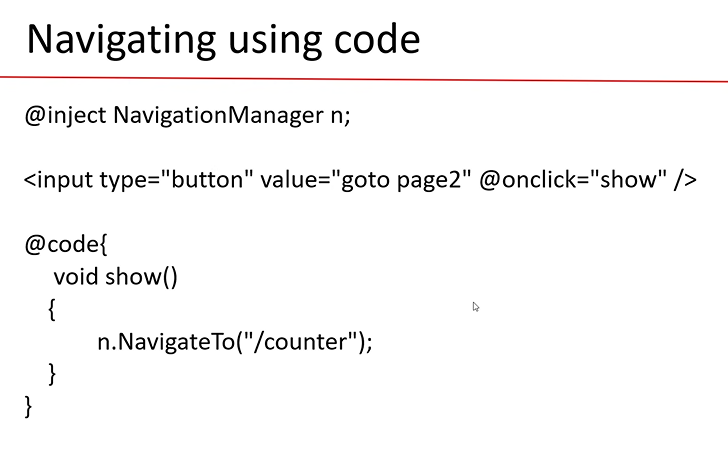 Navigating using code
@inject NavigationManager n;
<input type="button" value="goto page2" @onclick="show" />
@code{
void show()
{
n.NavigateTo("/counter");
}
}